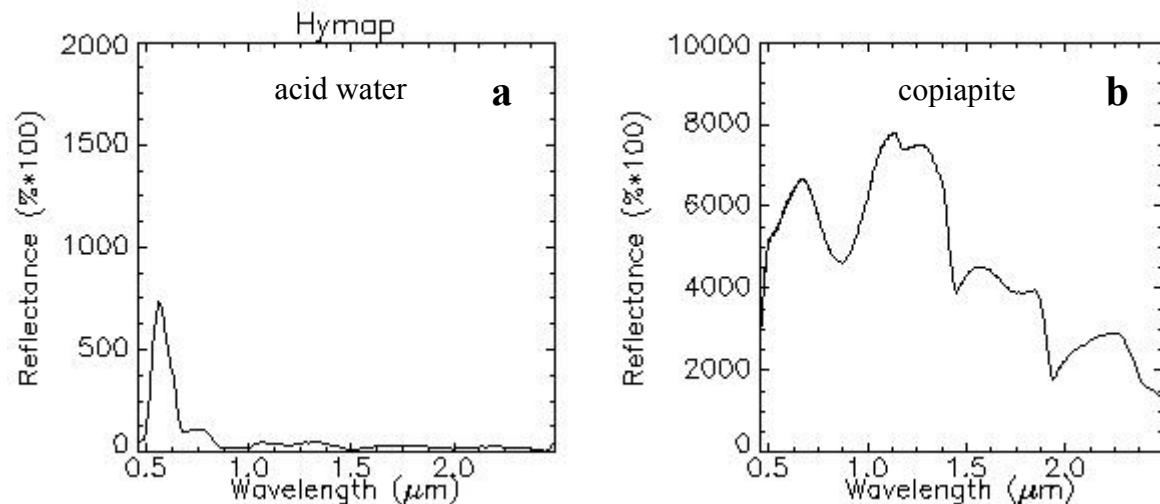 Hymap
acid water
a
2000
1500
1000
500
0
Reflectance (%*100)
0.5 1.0 1.5 2.0
Wavelength (μm)
copiapite
b
10000
8000
6000
4000
2000
0
Reflectance (%*100)
0.5 1.0 1.5 2.0
Wavelength (μm)